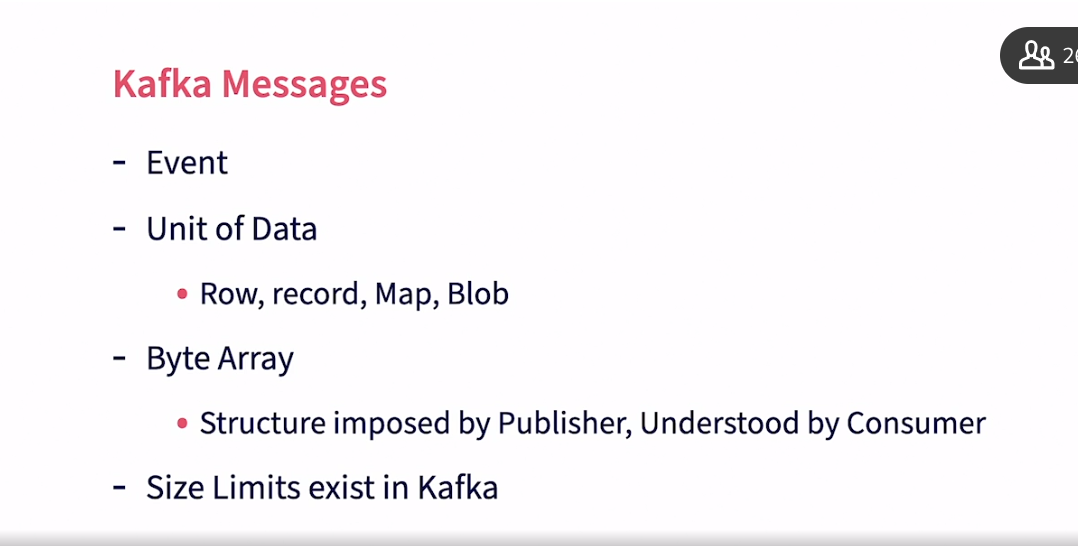 Kafka Messages
- Event
- Unit of Data
• Row, record, Map, Blob
- Byte Array
• Structure imposed by Publisher, Understood by Consumer
- Size Limits exist in Kafka